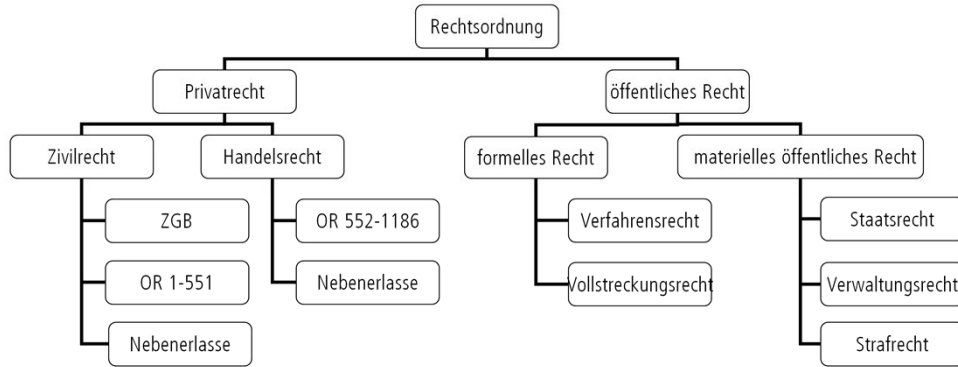 Rechtsordnung
Privatrecht
öffentliches Recht
Zivilrecht
Handelsrecht
formelles Recht
materielles öffentliches Recht
ZGB
OR 552-1186
Verfahrensrecht
Staatsrecht
OR 1-551
Nebenerlasse
Vollstreckungsrecht
Verwaltungsrecht
Nebenerlasse
Strafrecht